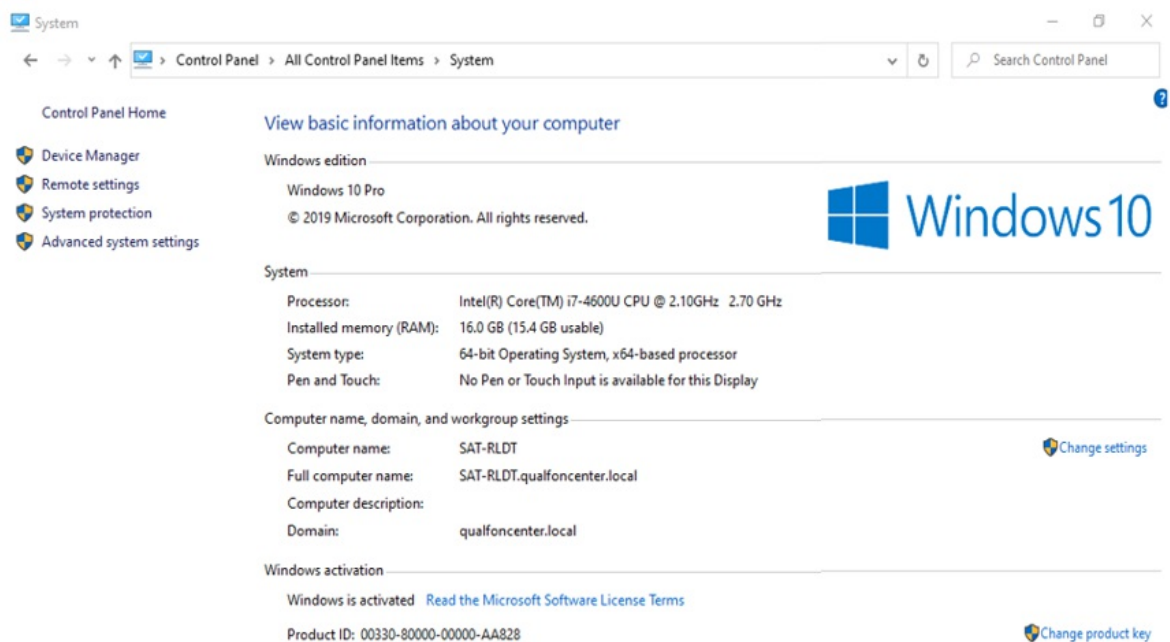 System
Control Panel > All Control Panel Items > System
Search Control Panel
Control Panel Home
Device Manager
Remote settings
System protection
Advanced system settings
?
View basic information about your computer
Windows edition
Windows 10 Pro
© 2019 Microsoft Corporation. All rights reserved.
Windows 10
System
Processor: Intel(R) Core(TM) i7-4600U CPU @ 2.10GHz 2.70 GHz
Installed memory (RAM): 16.0 GB (15.4 GB usable)
System type: 64-bit Operating System, x64-based processor
Pen and Touch: No Pen or Touch Input is available for this Display
Computer name, domain, and workgroup settings
Computer name: SAT-RLDT
Change settings
Full computer name: SAT-RLDT.qualfoncenter.local
Computer description:
Domain: qualfoncenter.local
Windows activation
Windows is activated Read the Microsoft Software License Terms
Product ID: 00330-80000-00000-AA828
Change product key